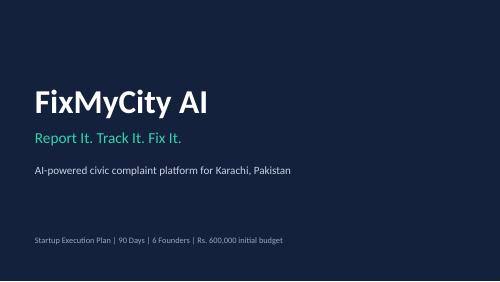 FixMyCity AI
Report It. Track It. Fix It.
AI-powered civic complaint platform for Karachi, Pakistan
Startup Execution Plan | 90 Days | 6 Founders | Rs. 600,000 initial budget